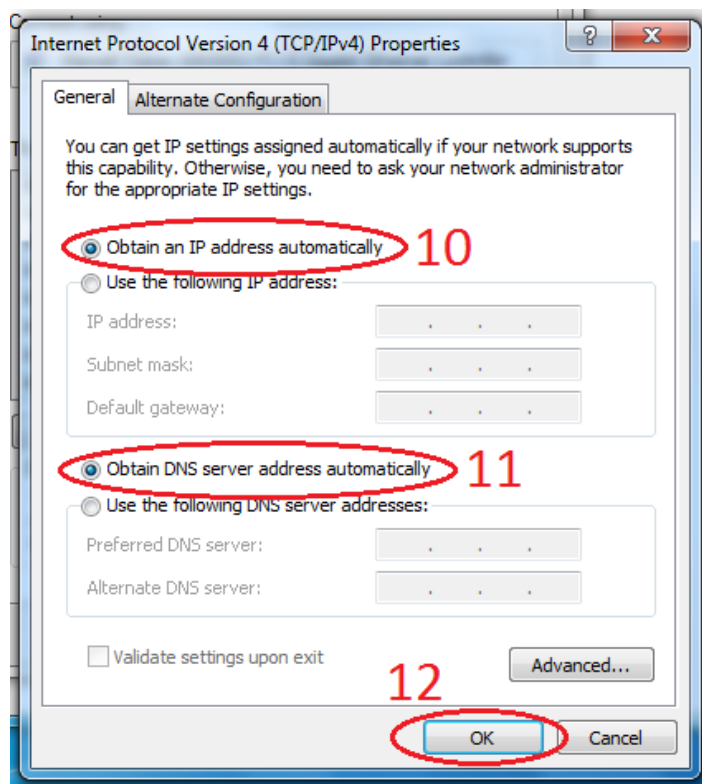 Internet Protocol Version 4 (TCP/IPv4) Properties
General
Alternate Configuration
You can get IP settings assigned automatically if your network supports
this capability. Otherwise, you need to ask your network administrator
for the appropriate IP settings.
Obtain an IP address automatically
10
Use the following IP address:
IP address:
Subnet mask:
Default gateway:
Obtain DNS server address automatically
11
Use the following DNS server addresses:
Preferred DNS server:
Alternate DNS server:
Validate settings upon exit
Advanced...
12
OK
Cancel